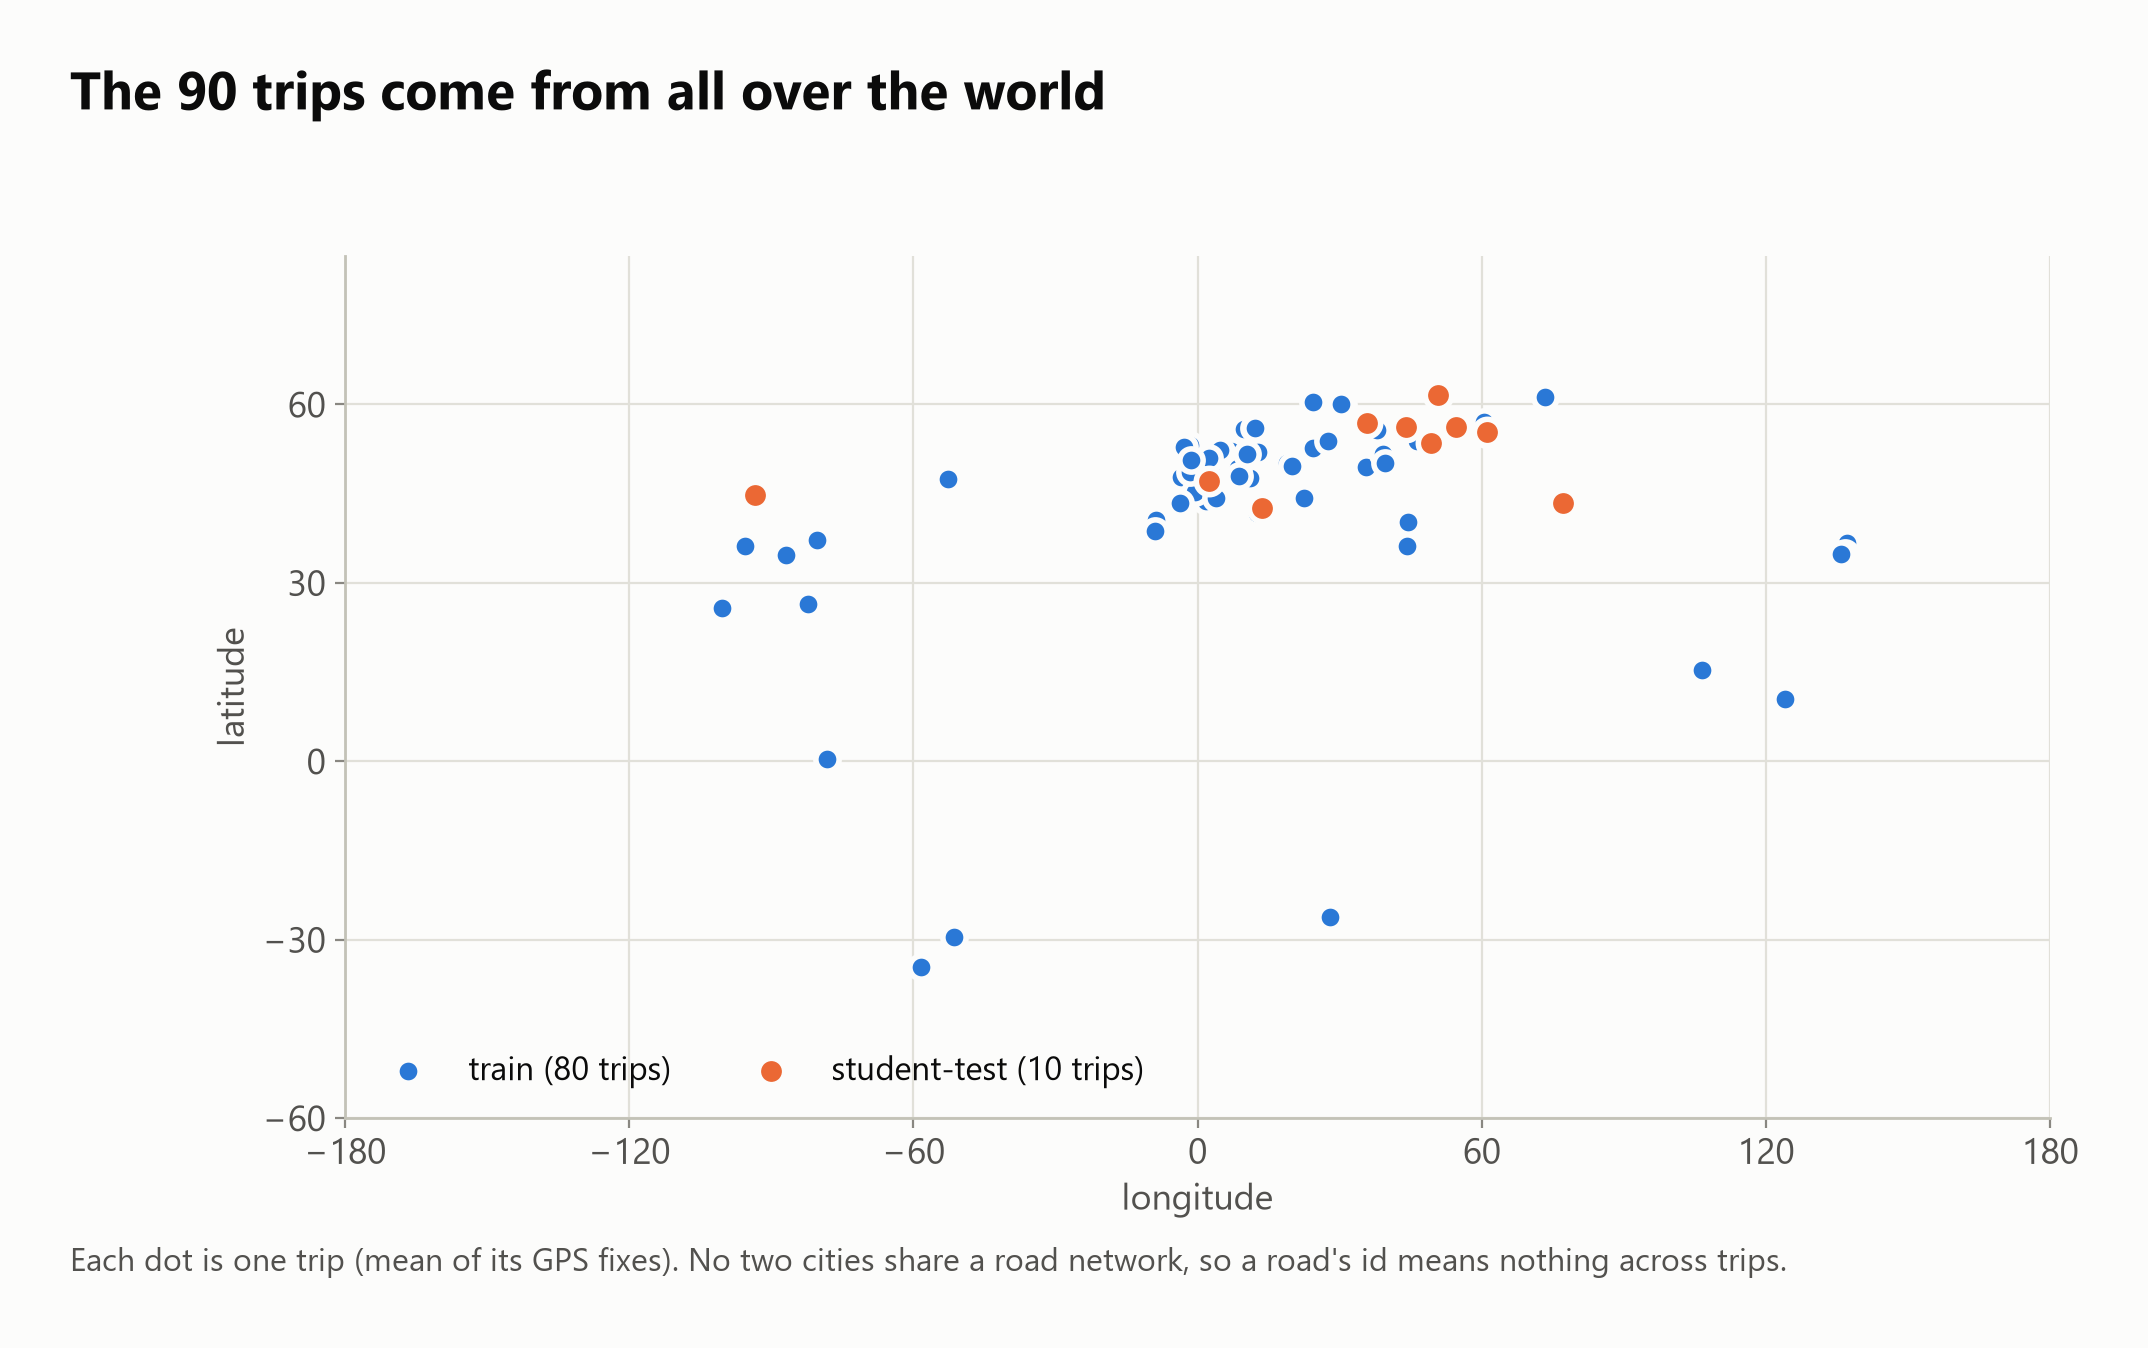 The 90 trips come from all over the world
60
30
0
−30
−60
latitude
train (80 trips)
student-test (10 trips)
−180
−120
−60
0
60
120
180
longitude
Each dot is one trip (mean of its GPS fixes). No two cities share a road network, so a road's id means nothing across trips.